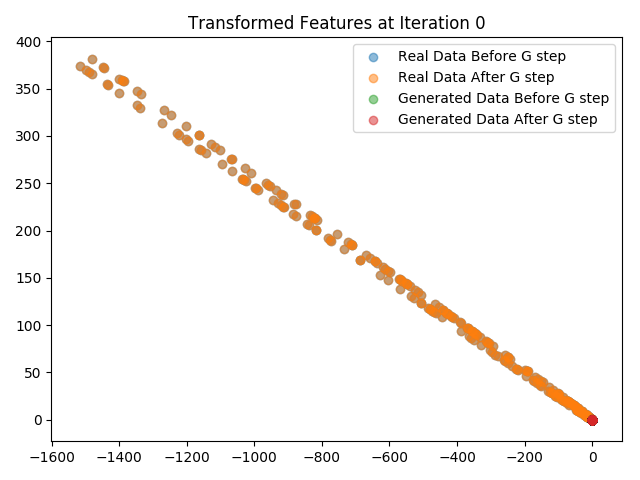 Transformed Features at Iteration 0
Real Data Before G step
Real Data After G step
Generated Data Before G step
Generated Data After G step
400
350
300
250
200
150
100
50
0
−1600 −1400 −1200 −1000 −800 −600 −400 −200 0